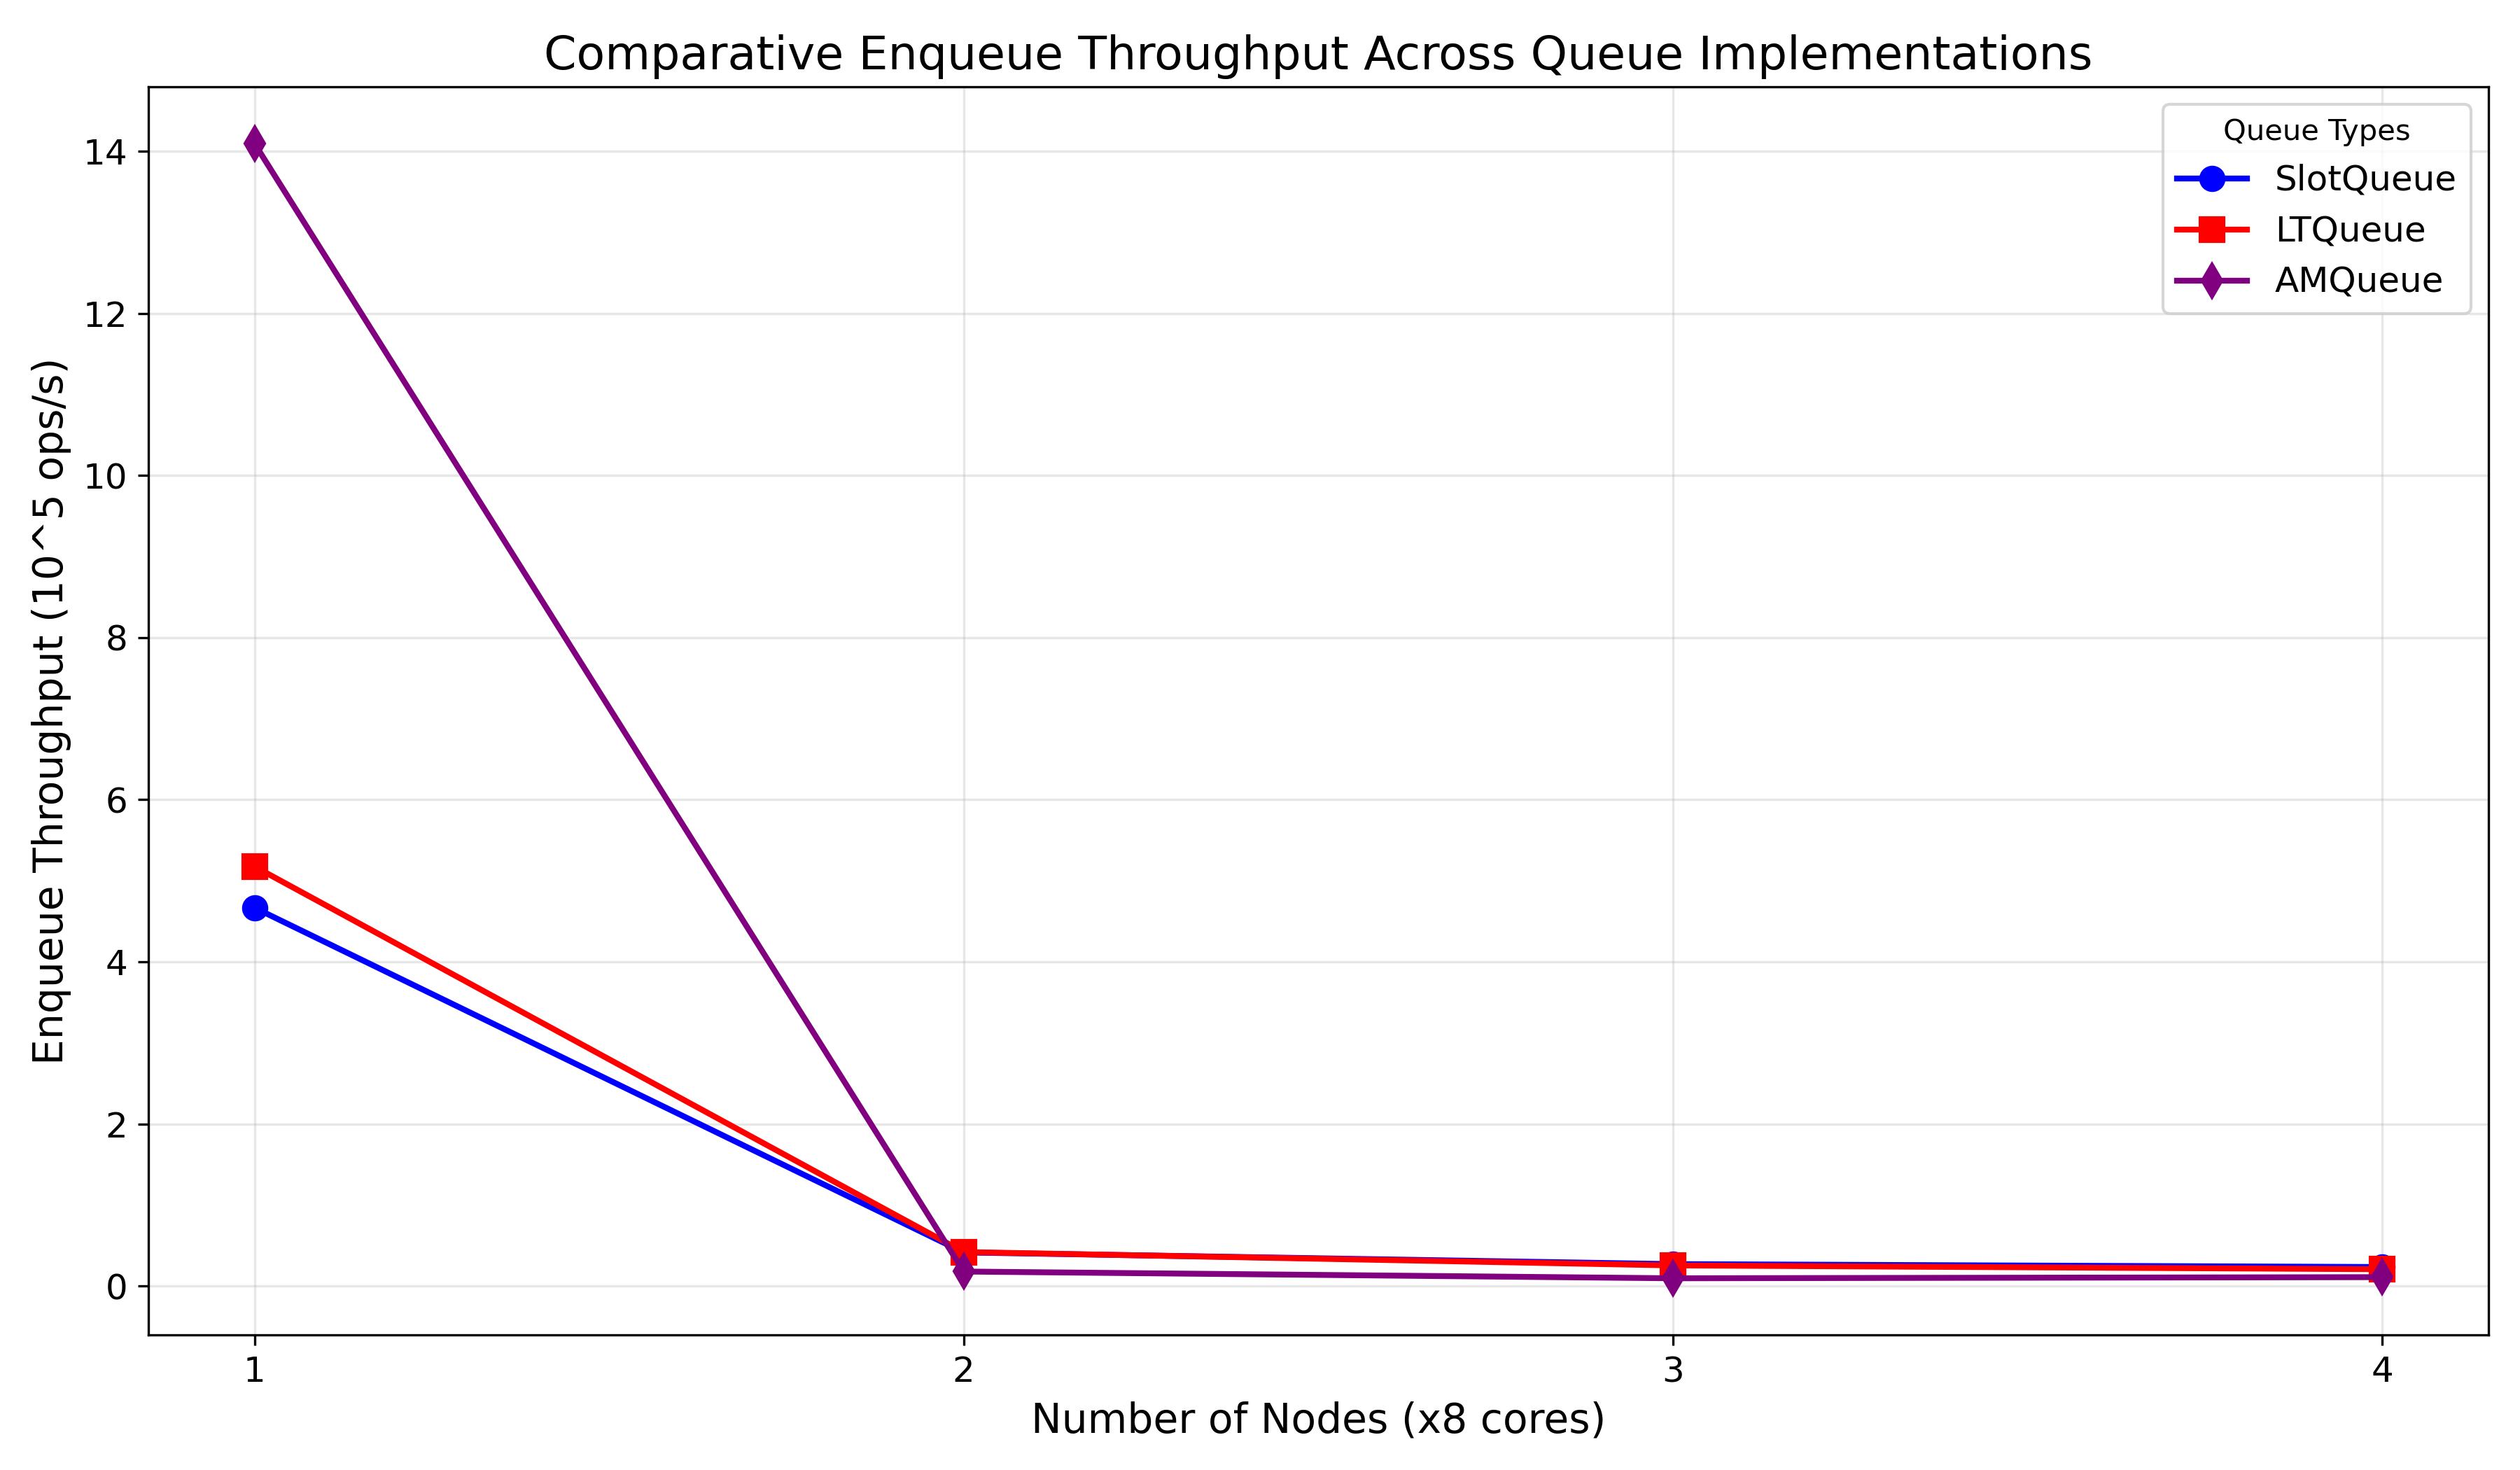 Comparative Enqueue Throughput Across Queue Implementations
Enqueue Throughput (10^5 ops/s)
14
12
10
8
6
4
2
0
Queue Types
SlotQueue
LTQueue
AMQueue
1 2 3 4
Number of Nodes (x8 cores)